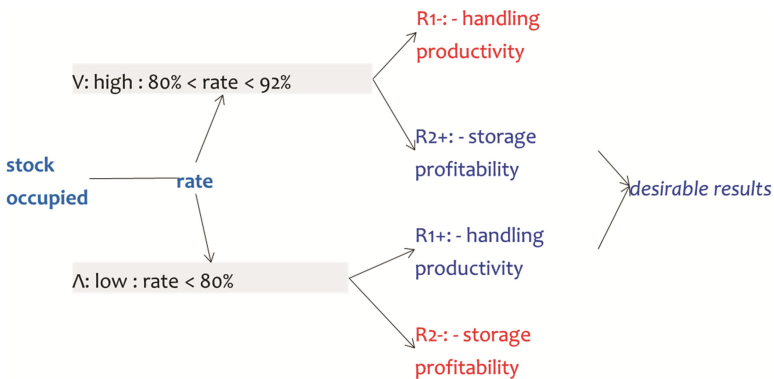 R1-: - handling
productivity
V: high : 80% < rate < 92%
R2+: - storage
profitability
stock
occupied
rate
desirable results
R1+: - handling
productivity
Λ: low : rate < 80%
R2-: - storage
profitability